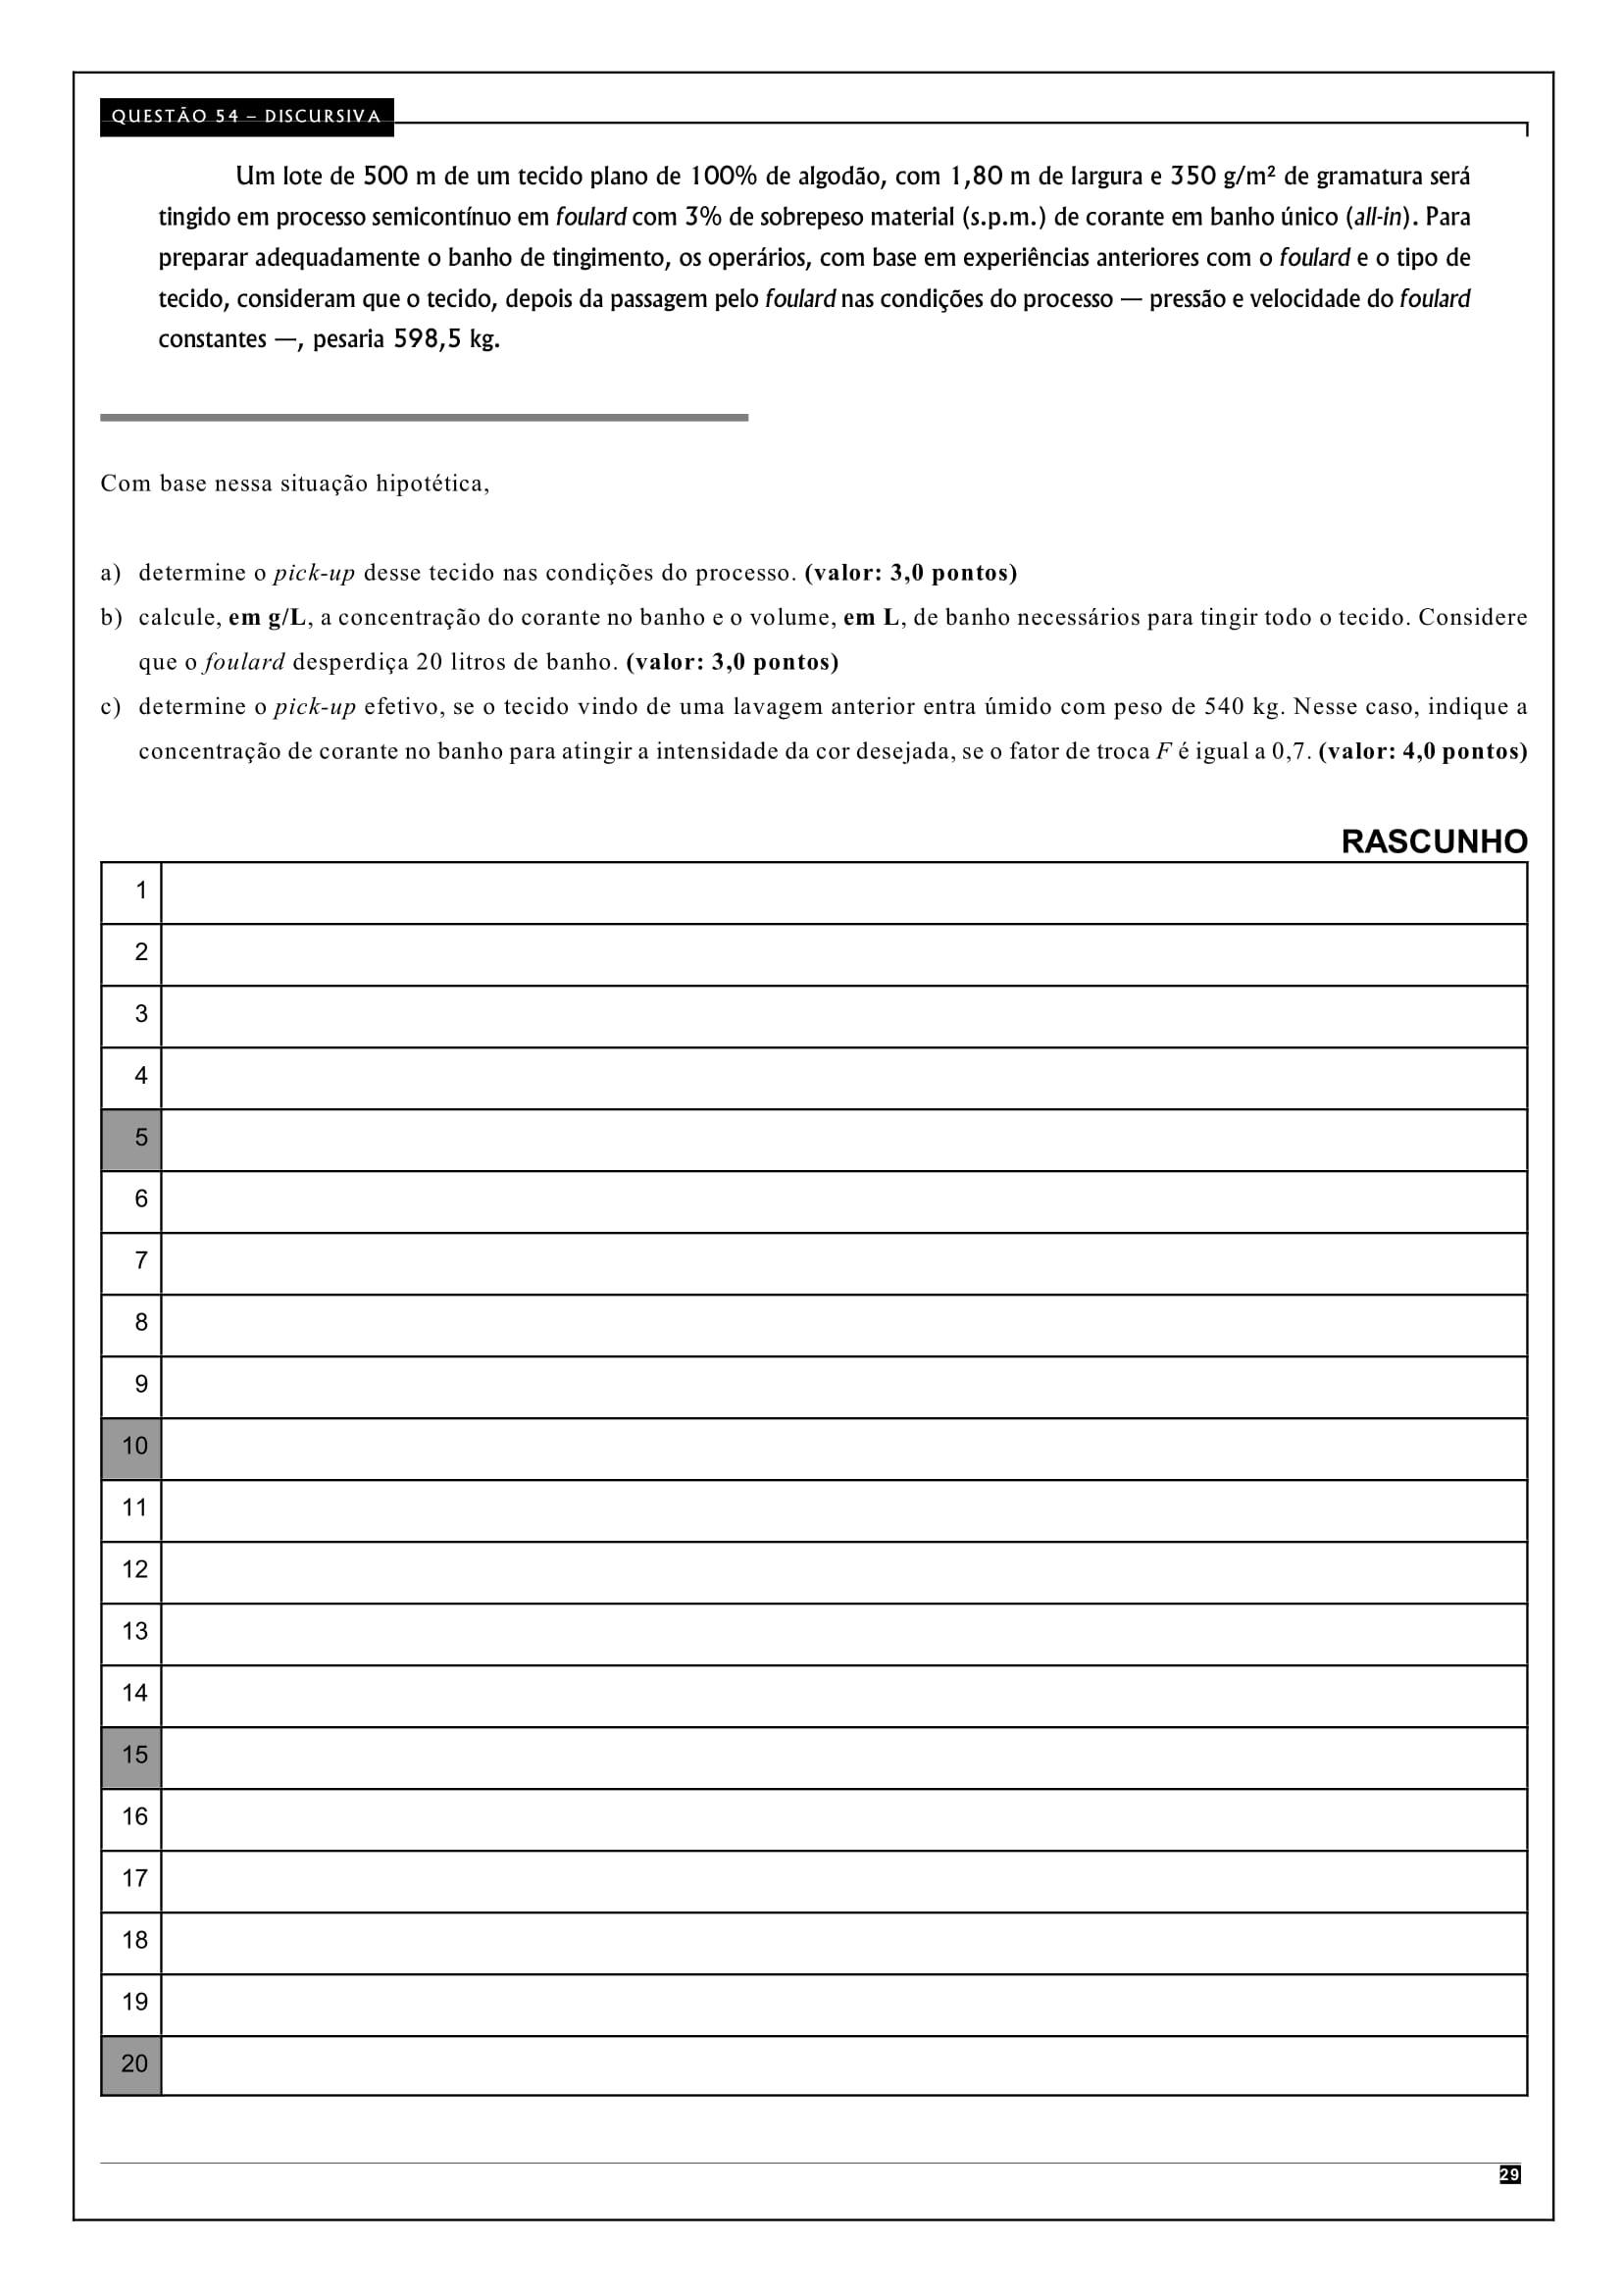 QUESTÃO 54 – DISCURSIVA
Um lote de 500 m de um tecido plano de 100% de algodão, com 1,80 m de largura e 350 g/m² de gramatura será
tingido em processo semicontínuo em foulard com 3% de sobrepeso material (s.p.m.) de corante em banho único (all-in). Para
preparar adequadamente o banho de tingimento, os operários, com base em experiências anteriores com o foulard e o tipo de
tecido, consideram que o tecido, depois da passagem pelo foulard nas condições do processo — pressão e velocidade do foulard
constantes —, pesaria 598,5 kg.
Com base nessa situação hipotética,
a) determine o pick-up desse tecido nas condições do processo. (valor: 3,0 pontos)
b) calcule, em g/L, a concentração do corante no banho e o volume, em L, de banho necessários para tingir todo o tecido. Considere
que o foulard desperdiça 20 litros de banho. (valor: 3,0 pontos)
c) determine o pick-up efetivo, se o tecido vindo de uma lavagem anterior entra úmido com peso de 540 kg. Nesse caso, indique a
concentração de corante no banho para atingir a intensidade da cor desejada, se o fator de troca F é igual a 0,7. (valor: 4,0 pontos)
RASCUNHO
1
2
3
4
5
6
7
8
9
10
11
12
13
14
15
16
17
18
19
20
29